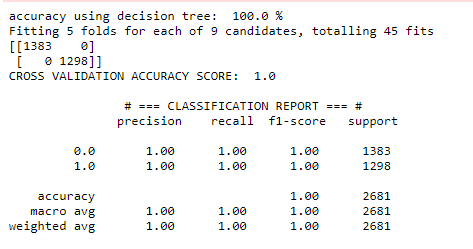 accuracy using decision tree:  100.0 %
Fitting 5 folds for each of 9 candidates, totalling 45 fits
[[1383    0]
 [   0 1298]]
CROSS VALIDATION ACCURACY SCORE:  1.0
# === CLASSIFICATION REPORT === #
precision    recall  f1-score   support
0.0       1.00      1.00      1.00      1383
1.0       1.00      1.00      1.00      1298
accuracy                           1.00      2681
macro avg       1.00      1.00      1.00      2681
weighted avg       1.00      1.00      1.00      2681